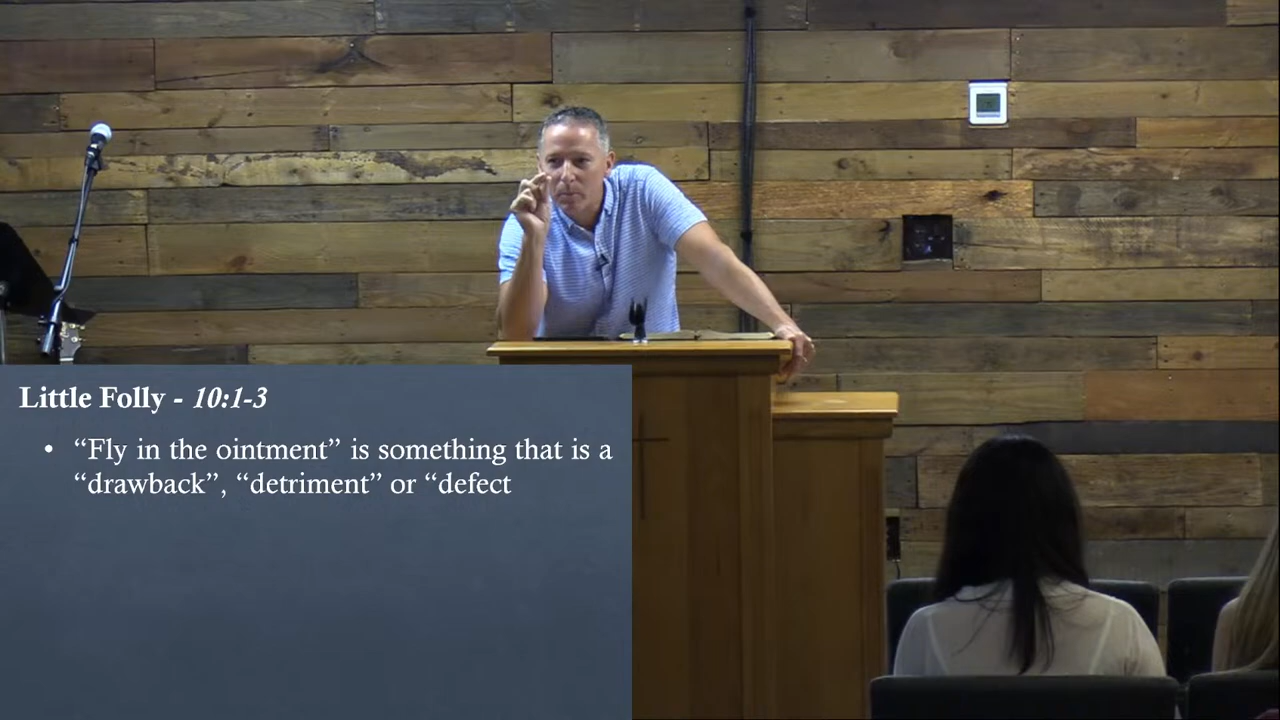 Little Folly - 10:1-3
• “Fly in the ointment” is something that is a
“drawback”, “detriment” or “defect